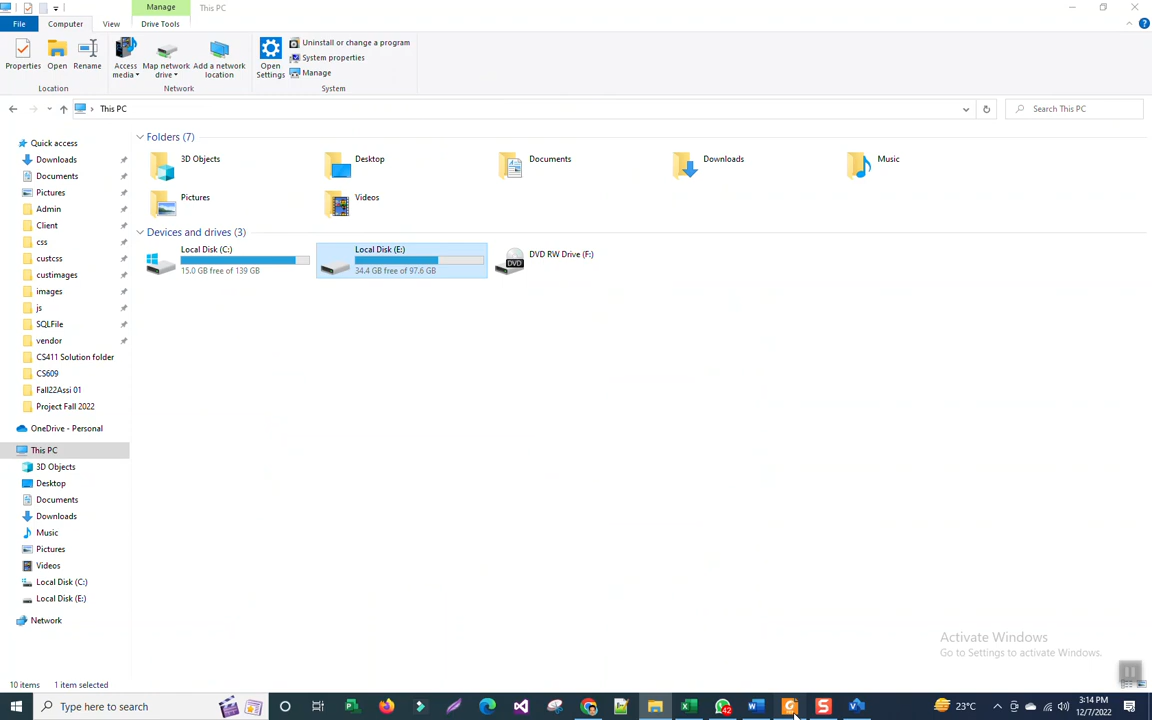 Manage
This PC
File
Computer
View
Drive Tools
Properties
Open
Rename
Access media
Map network drive
Add a network location
Open Settings
Uninstall or change a program
System properties
Manage
Location
Network
System
This PC
Search This PC
Quick access
Downloads
Documents
Pictures
Admin
Client
css
custcss
custimages
images
js
SQLFile
vendor
CS411 Solution folder
CS609
Fall22Assi 01
Project Fall 2022
OneDrive - Personal
This PC
3D Objects
Desktop
Documents
Downloads
Music
Pictures
Videos
Local Disk (C:)
Local Disk (E:)
Network
Folders (7)
3D Objects
Desktop
Documents
Downloads
Music
Pictures
Videos
Devices and drives (3)
Local Disk (C:)
15.0 GB free of 139 GB
Local Disk (E:)
34.4 GB free of 97.6 GB
DVD
DVD RW Drive (F:)
Activate Windows
Go to Settings to activate Windows.
10 items
1 item selected
Type here to search
42
23°C
3:14 PM
12/7/2022